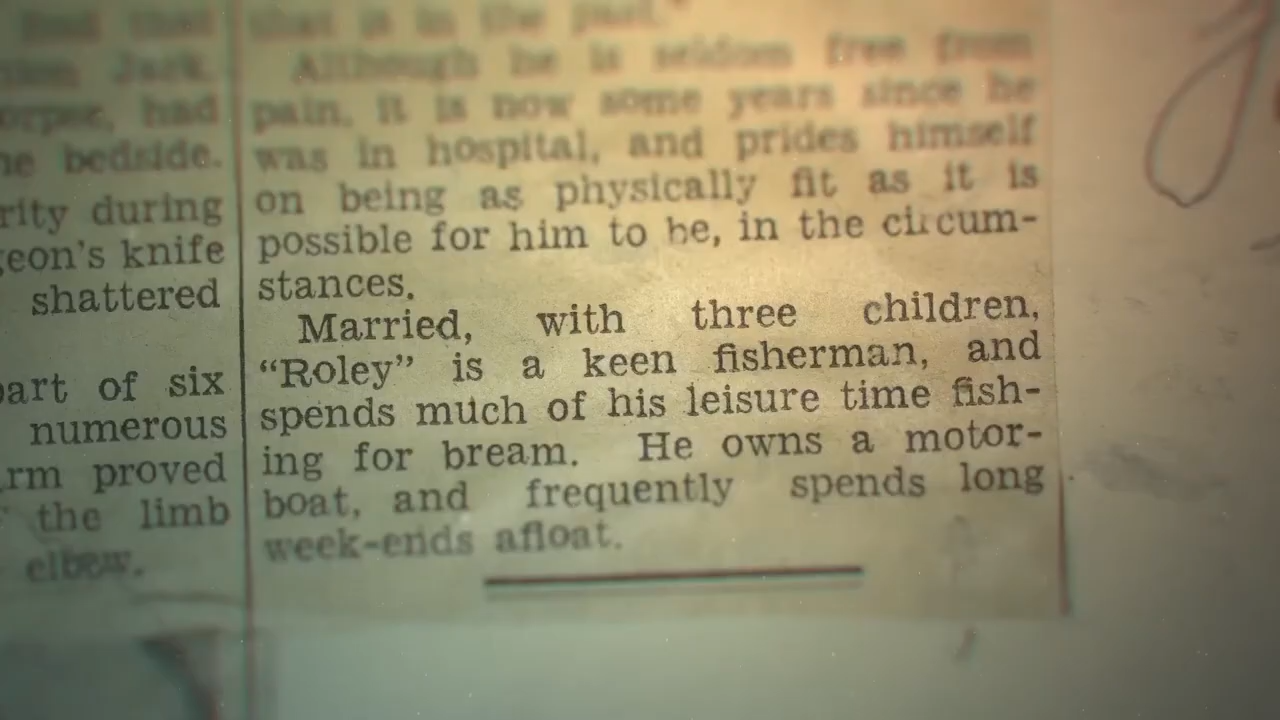 that is in the past."
Although he is seldom free from
pain, it is now some years since he
was in hospital, and prides himself
on being as physically fit as it is
possible for him to be, in the circum-
stances.
Married, with three children,
"Roley" is a keen fisherman, and
spends much of his leisure time fish-
ing for bream. He owns a motor-
boat, and frequently spends long
week-ends afloat.
that
Jack
had
bedside.
during
knife
shattered
of six
numerous
proved
the limb
elbow.